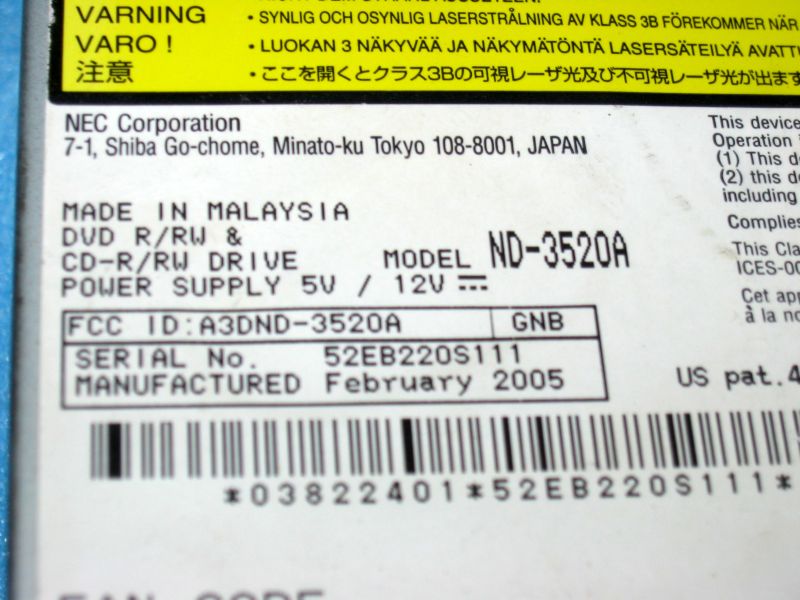 VARNING
• SYNLIG OCH OSYNLIG LASERSTRÅLNING AV KLASS 3B FÖREKOMMER NÄR
VARO !
• LUOKAN 3 NÄKYVÄÄ JA NÄKYMÄTÖNTÄ LASERSÄTEILYÄ AVATT
注意
• ここを開くとクラス3Bの可視レーザ光及び不可視レーザ光が出ます
NEC Corporation
7-1, Shiba Go-chome, Minato-ku Tokyo 108-8001, JAPAN
This device
Operation
(1) This d
(2) this de
including
Complies
This Cla
ICES-00
Cet app
à la no
MADE IN MALAYSIA
DVD R/RW &
CD-R/RW DRIVE MODEL ND-3520A
POWER SUPPLY 5V / 12V
FCC ID:A3DND-3520A GNB
SERIAL No. 52EB220S111
MANUFACTURED February 2005
US pat.4
*03822401*52EB220S111*